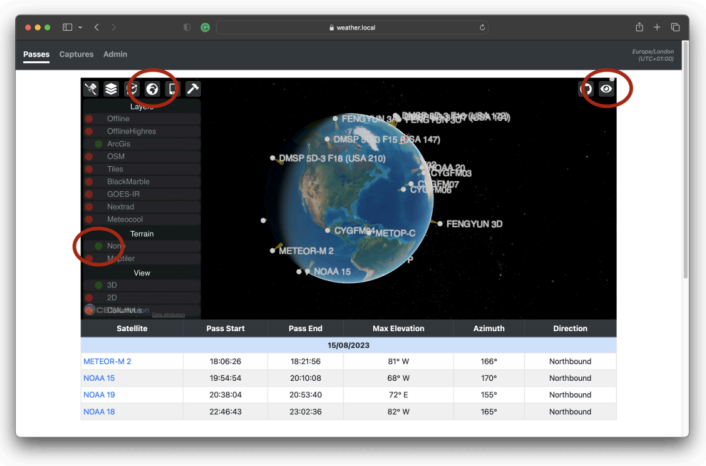 weather.local
Passes Captures Admin
Europe/London
(UTC+01:00)
Layers
Offline
OfflineHighres
ArcGis
OSM
Tiles
BlackMarble
GOES-IR
Nextrad
Meteocool
Terrain
None
Maptiler
View
3D
2D
Columbus
Data attribution
FENGYUN 3
DMSP 5D-3 F15 (USA 147)
DMSP 5D-3 F18 (USA 210)
NOAA 20
CYGFM03
CYGFM07
CYGFM06
FENGYUN 3D
CYGFM04
METOP-C
METEOR-M 2
NOAA 15
Satellite Pass Start Pass End Max Elevation Azimuth Direction
15/08/2023
METEOR-M 2 18:06:26 18:21:56 81° W 166° Northbound
NOAA 15 19:54:54 20:10:08 68° W 170° Northbound
NOAA 19 20:38:04 20:53:40 72° E 155° Northbound
NOAA 18 22:46:43 23:02:36 82° W 165° Northbound